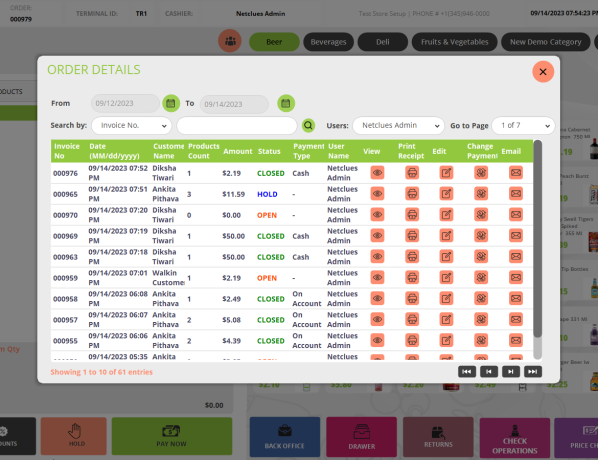 ORDER:
000979
TERMINAL ID: TR1
CASHIER: Netclues Admin
Test Store Setup | PHONE # +1(345)946-0000
09/14/2023 07:54:23 P
Beer Beverages Deli Fruits & Vegetables New Demo Category
ORDER DETAILS
From 09/12/2023 To 09/14/2023
Search by: Invoice No. Users: Netclues Admin Go to Page 1 of 7
Invoice No Date (MM/dd/yyyy) Custome Name Products Count Amount Status Payment Type User Name View Print Receipt Edit Change Payment Email
000976 09/14/2023 07:52 PM Diksha Tiwari 1 $2.19 CLOSED Cash Netclues Admin
000965 09/14/2023 07:51 PM Ankita Pithava 3 $11.59 HOLD - Netclues Admin
000970 09/14/2023 07:20 PM Diksha Tiwari 0 $0.00 OPEN - Netclues Admin
000969 09/14/2023 07:19 PM Diksha Tiwari 1 $50.00 CLOSED Cash Netclues Admin
000963 09/14/2023 07:18 PM Diksha Tiwari 1 $50.00 CLOSED Cash Netclues Admin
000959 09/14/2023 07:01 PM Walkin Custome 1 $2.19 OPEN - Netclues Admin
000958 09/14/2023 06:08 PM Ankita Pithava 1 $2.49 CLOSED On Account Netclues Admin
000957 09/14/2023 06:07 PM Ankita Pithava 2 $5.08 CLOSED On Account Netclues Admin
000955 09/14/2023 06:06 PM Ankita Pithava 2 $4.39 CLOSED On Account Netclues Admin
09/14/2023 05:35 Ankita Netclues
Showing 1 to 10 of 61 entries
ODUCTS
m Qty
$0.00
OUNTS HOLD PAY NOW BACK OFFICE DRAWER RETURNS CHECK OPERATIONS PRICE CH